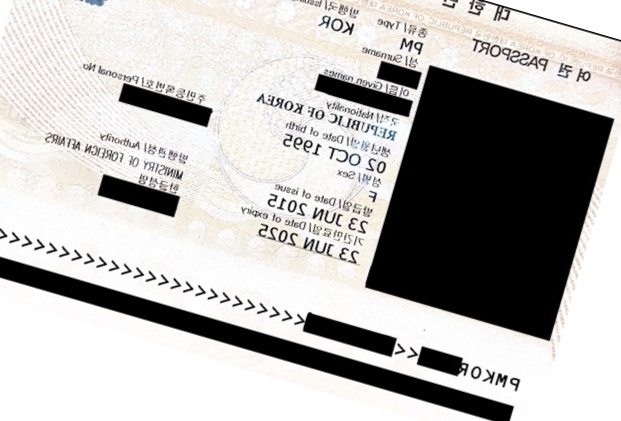 대한민국
여권 PASSPORT
종류/Type
PM
발행국/Issuing
KOR
성/Surname
이름/Given names
국적/Nationality
REPUBLIC OF KOREA
생년월일/Date of birth
02 OCT 1995
주민등록번호/Personal No
성별/Sex
F
발급일/Date of issue
23 JUN 2015
발행관청/Authority
MINISTRY OF FOREIGN AFFAIRS
기간만료일/Date of expiry
23 JUN 2025
한글성명
PMKOR<<<<<<<<<<<<<<<<<<<<<<<<<<<